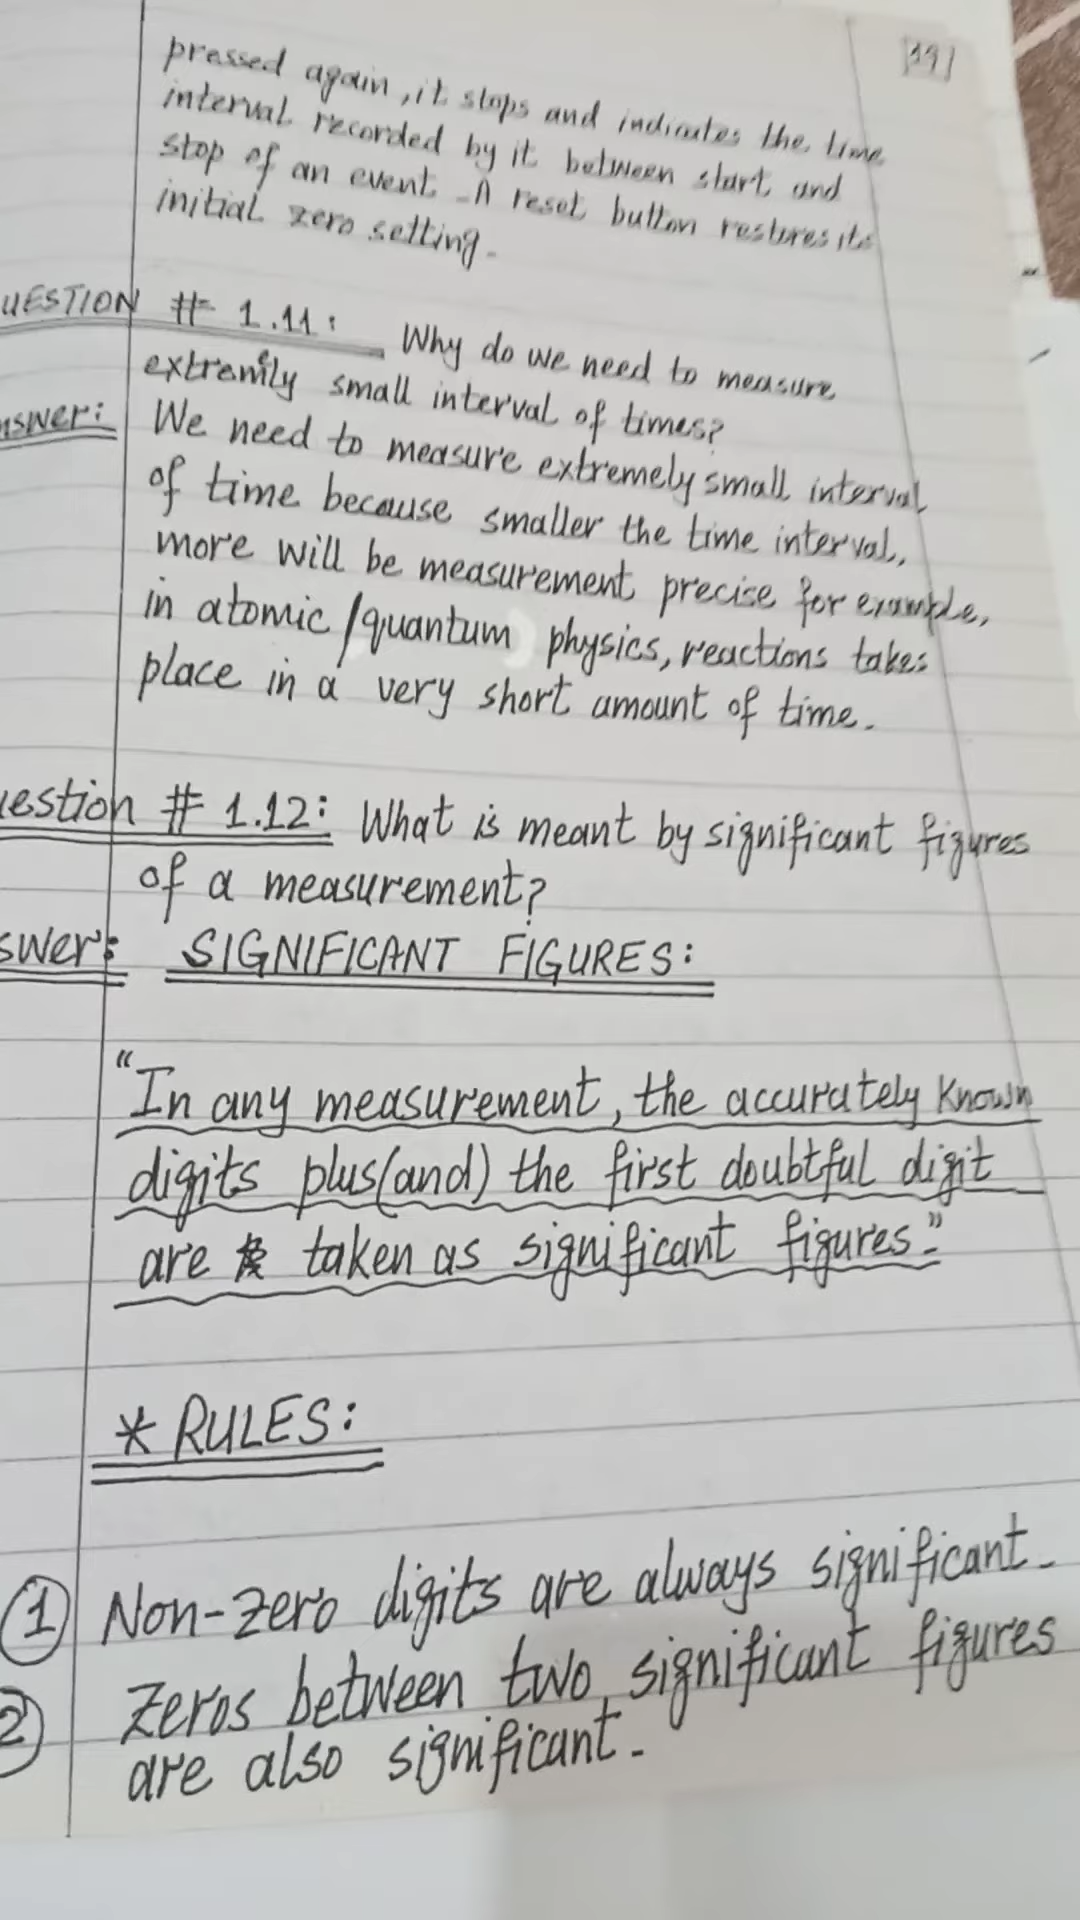 |19|
pressed again, it stops and indicates the time
interval recorded by it between start and
stop of an event. A reset button restores its
initial zero setting.
UESTION # 1.11: Why do we need to measure
extremely small interval of times?
nswer: We need to measure extremely small interval
of time because smaller the time interval,
more will be measurement precise for example,
in atomic /quantum physics, reactions takes
place in a very short amount of time.
estion # 1.12: What is meant by significant figures
of a measurement?
swer: SIGNIFICANT FIGURES:
"In any measurement, the accurately known
digits plus(and) the first doubtful digit
are taken as significant figures."
* RULES:
1 Non-zero digits are always significant.
2 Zeros between two significant figures
are also significant.